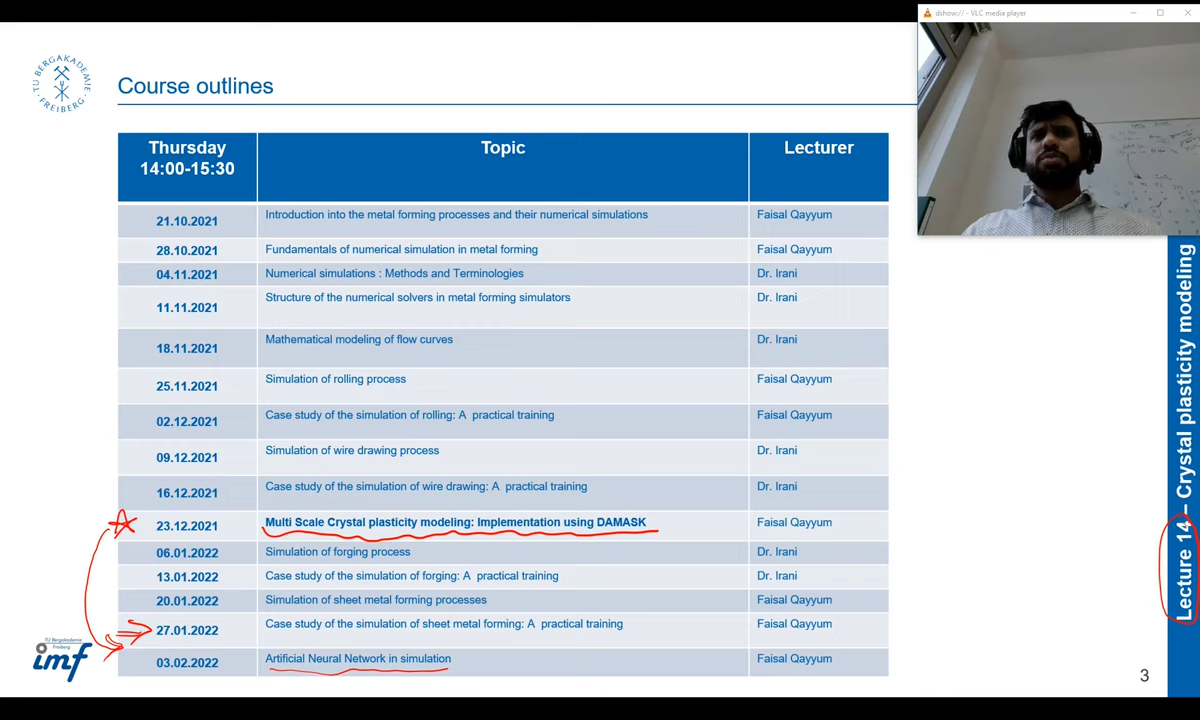 dshow:// - VLC media player
TU BERGAKADEMIE
FREIBERG
Course outlines
Thursday
14:00-15:30
Topic
Lecturer
21.10.2021 Introduction into the metal forming processes and their numerical simulations Faisal Qayyum
28.10.2021 Fundamentals of numerical simulation in metal forming Faisal Qayyum
04.11.2021 Numerical simulations : Methods and Terminologies Dr. Irani
11.11.2021 Structure of the numerical solvers in metal forming simulators Dr. Irani
18.11.2021 Mathematical modeling of flow curves Dr. Irani
25.11.2021 Simulation of rolling process Faisal Qayyum
02.12.2021 Case study of the simulation of rolling: A practical training Faisal Qayyum
09.12.2021 Simulation of wire drawing process Dr. Irani
16.12.2021 Case study of the simulation of wire drawing: A practical training Dr. Irani
23.12.2021 Multi Scale Crystal plasticity modeling: Implementation using DAMASK Faisal Qayyum
06.01.2022 Simulation of forging process Dr. Irani
13.01.2022 Case study of the simulation of forging: A practical training Dr. Irani
20.01.2022 Simulation of sheet metal forming processes Faisal Qayyum
27.01.2022 Case study of the simulation of sheet metal forming: A practical training Faisal Qayyum
03.02.2022 Artificial Neural Network in simulation Faisal Qayyum
TU Bergakademie
Freiberg
imf
Lecture 14 – Crystal plasticity modeling
3